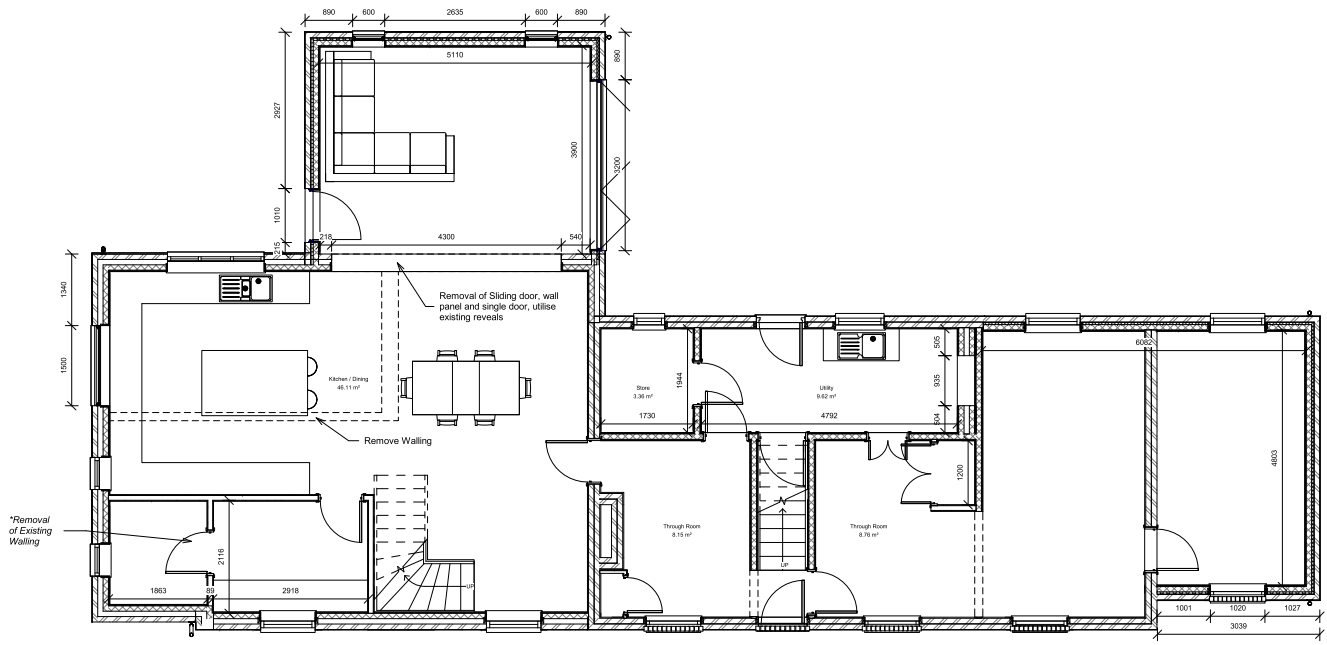 890
600
2635
600
890
5110
890
2927
3900
3200
1010
215
218
4300
540
1340
Removal of Sliding door, wall
panel and single door, utilise
existing reveals
1500
Kitchen / Dining
46.11 m²
Remove Walling
Store
3.36 m²
1944
1730
Utility
9.62 m²
4792
505
935
504
6082
4803
1200
*Removal
of Existing
Walling
2116
1863
89
2918
UP
Through Room
8.15 m²
UP
Through Room
8.76 m²
1001
1020
1027
3039